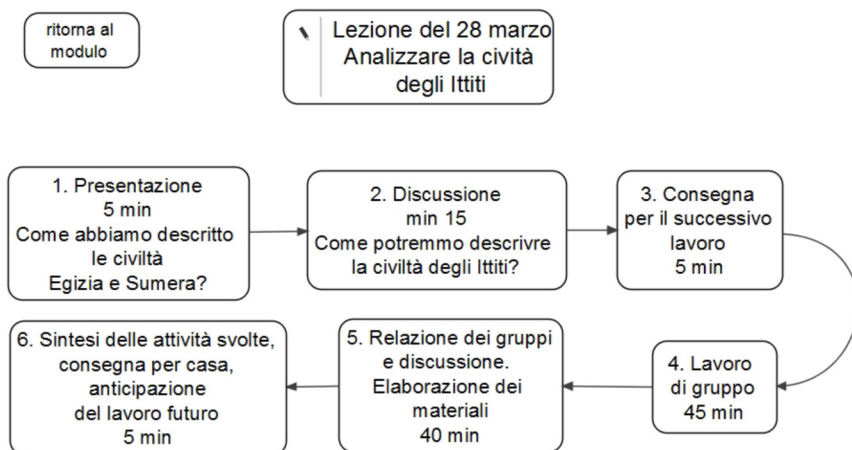 ritorna al
modulo
Lezione del 28 marzo
Analizzare la cività
degli Ittiti
1. Presentazione
5 min
Come abbiamo descritto
le civiltà
Egizia e Sumera?
2. Discussione
min 15
Come potremmo descrivre
la civiltà degli Ittiti?
3. Consegna
per il successivo
lavoro
5 min
4. Lavoro
di gruppo
45 min
5. Relazione dei gruppi
e discussione.
Elaborazione dei
materiali
40 min
6. Sintesi delle attività svolte,
consegna per casa,
anticipazione
del lavoro futuro
5 min